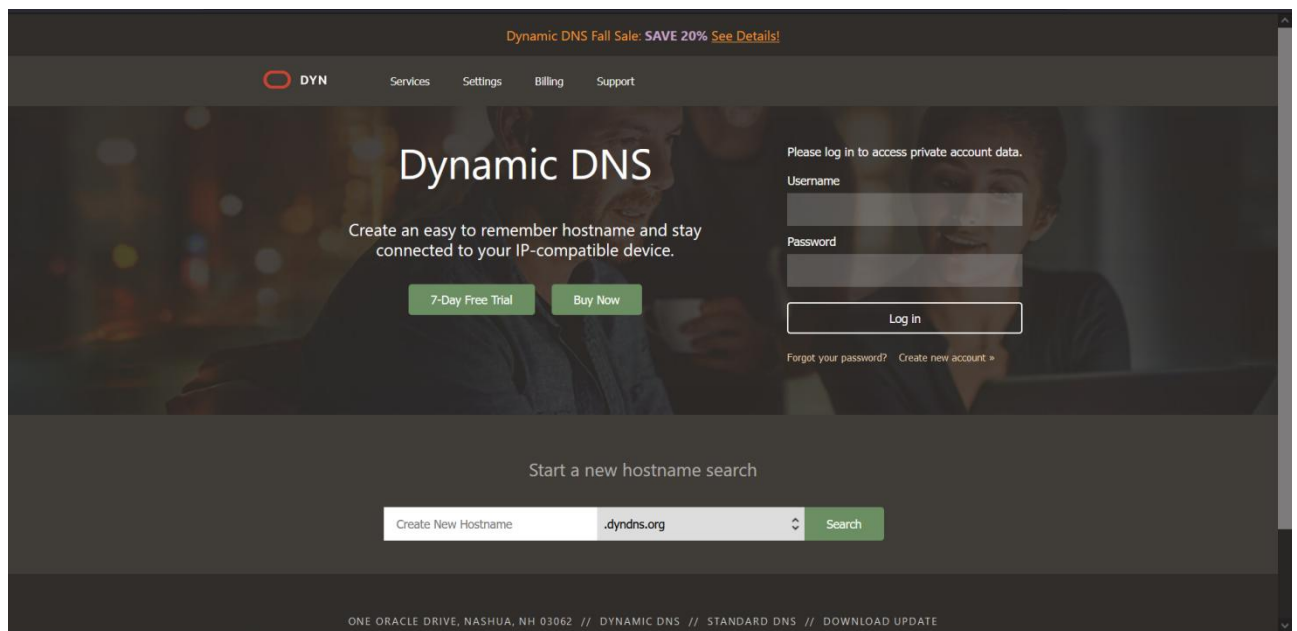 Dynamic DNS Fall Sale: SAVE 20% See Details!
DYN
Services Settings Billing Support
Dynamic DNS
Create an easy to remember hostname and stay
connected to your IP-compatible device.
7-Day Free Trial Buy Now
Please log in to access private account data.
Username
Password
Log in
Forgot your password? Create new account »
Start a new hostname search
Create New Hostname .dyndns.org Search
ONE ORACLE DRIVE, NASHUA, NH 03062 // DYNAMIC DNS // STANDARD DNS // DOWNLOAD UPDATE